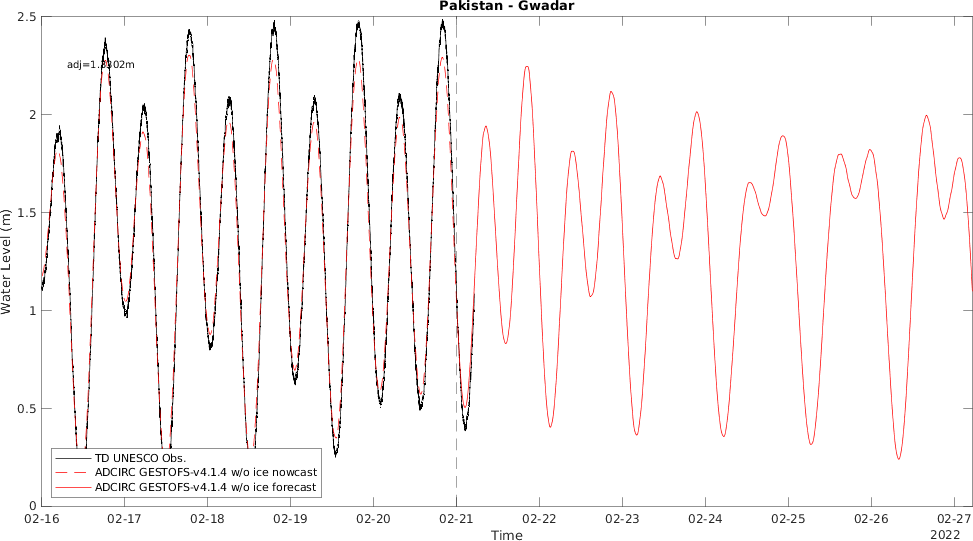 Pakistan - Gwadar
2.5
2
1.5
1
0.5
0
Water Level (m)
TD UNESCO Obs.
ADCIRC GESTOFS-v4.1.4 w/o ice nowcast
ADCIRC GESTOFS-v4.1.4 w/o ice forecast
02-16 02-17 02-18 02-19 02-20 02-21 02-22 02-23 02-24 02-25 02-26 02-27
Time
2022